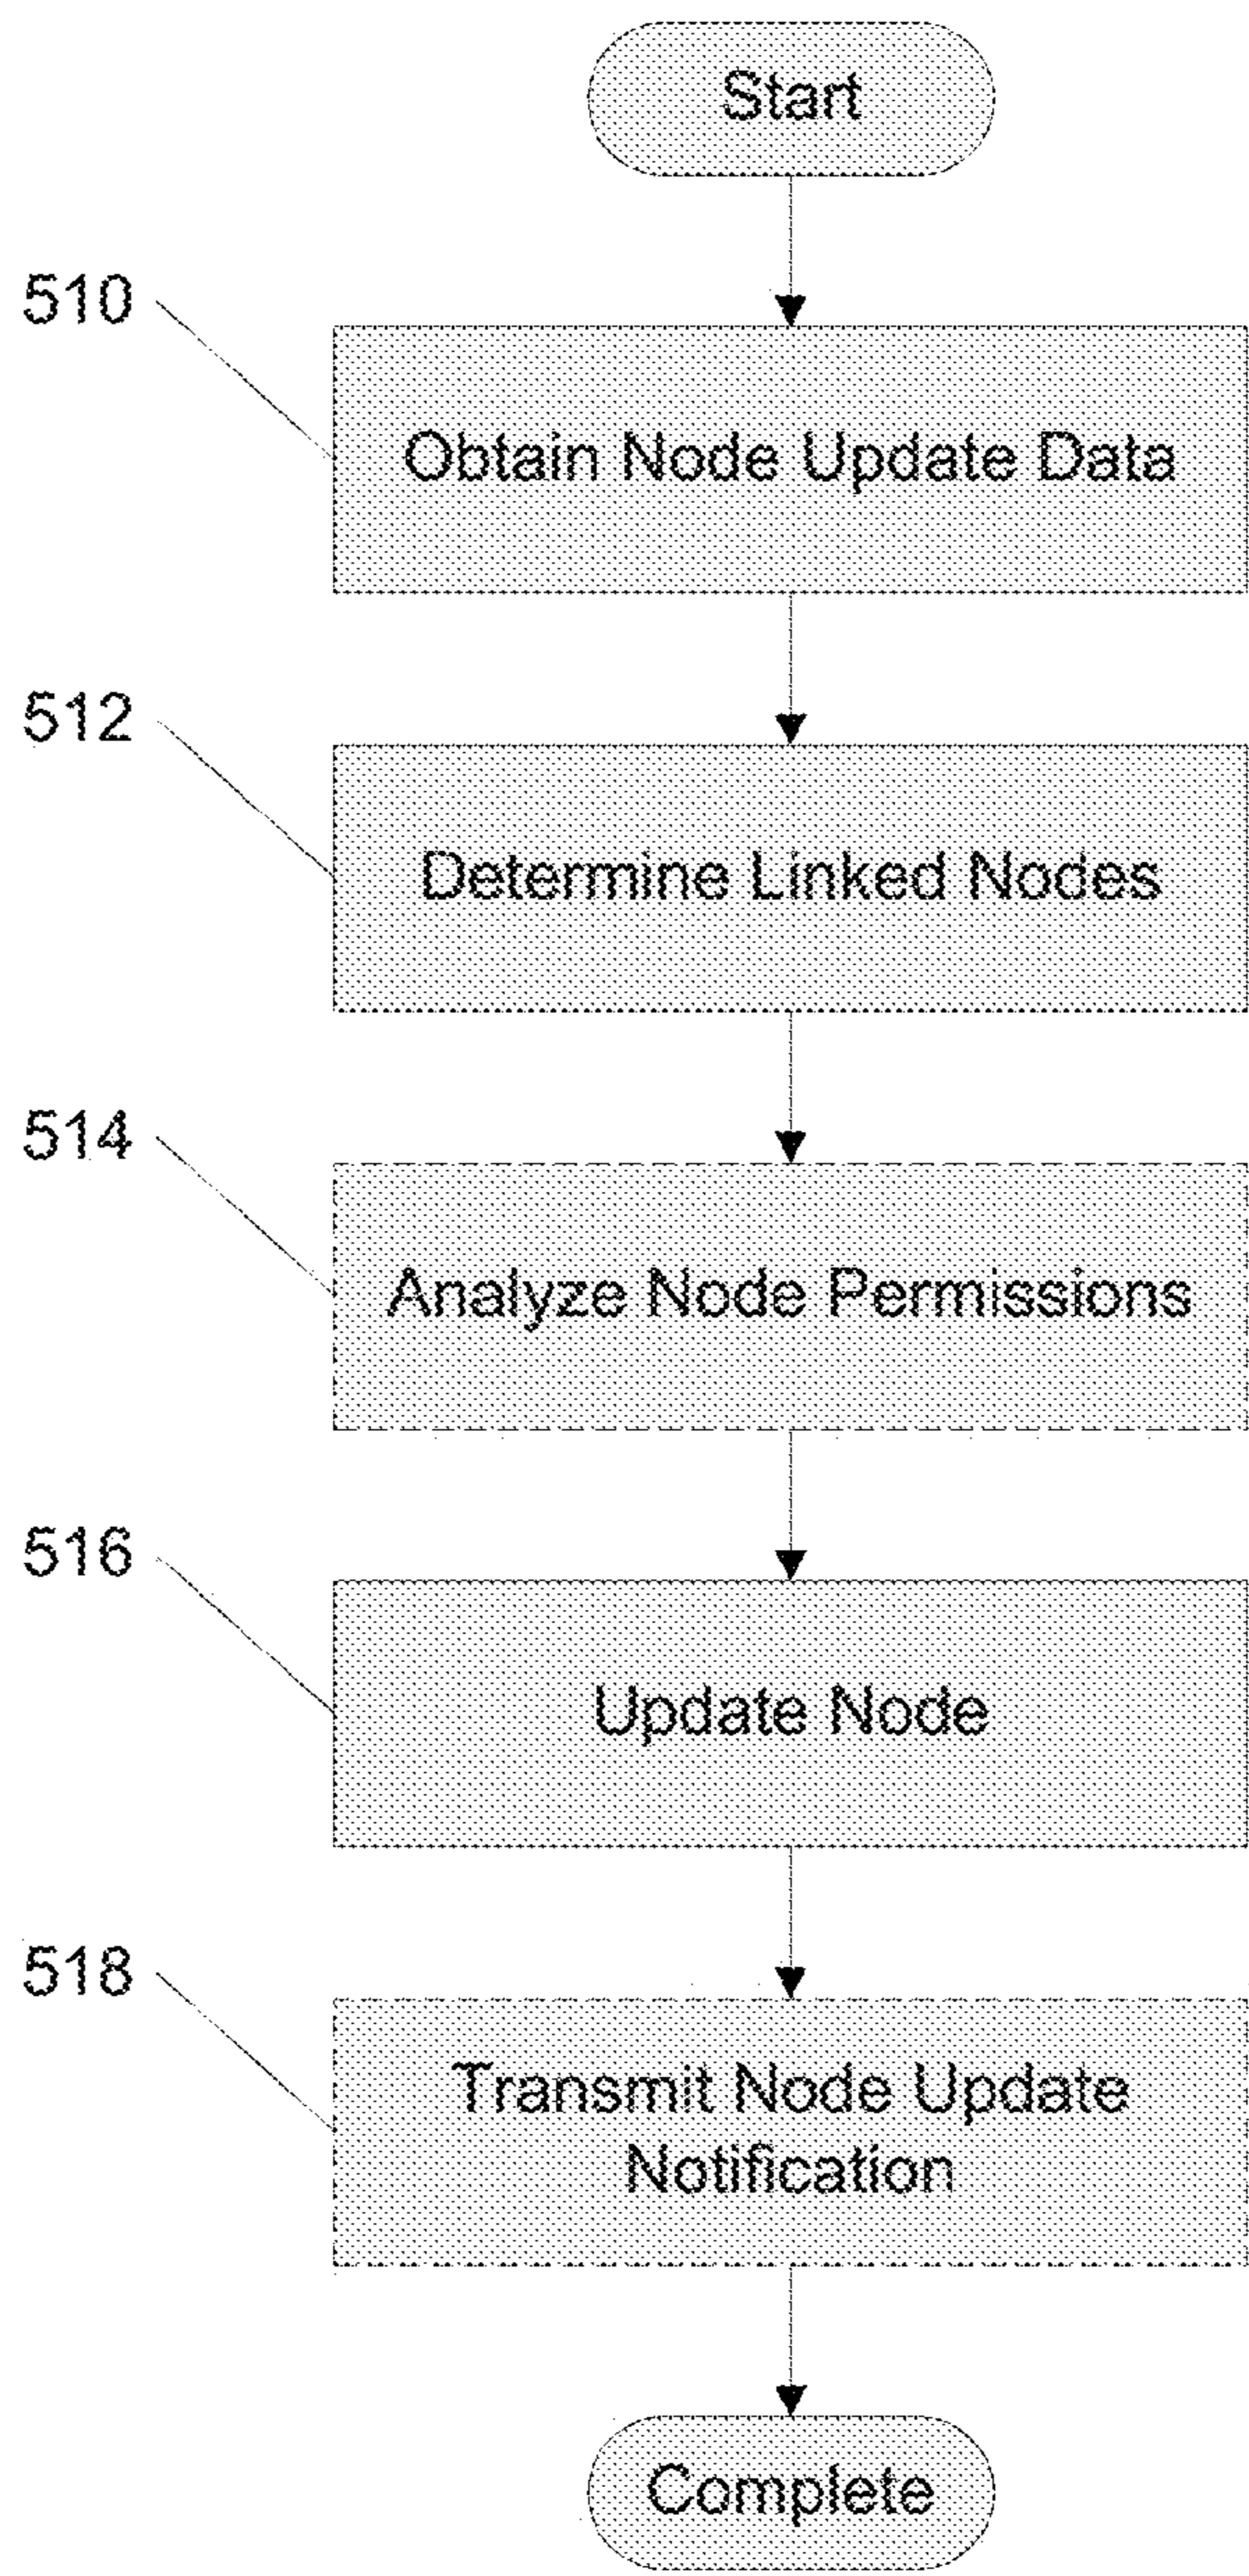 Start
510
Obtain Node Update Data
512
Determine Linked Nodes
514
Analyze Node Permissions
516
Update Node
518
Transmit Node Update
Notification
Complete